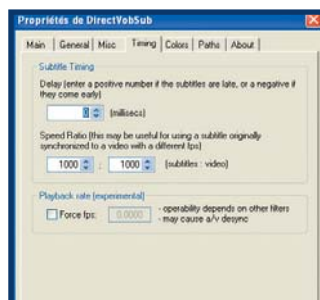 Propriétés de DirectVobSub
Main General Misc Timing Colors Paths About
Subtitle Timing
Delay (enter a positive number if the subtitles are late, or a negative if
they come early)
0 (millisecs)
Speed Ratio (this may be useful for using a subtitle originally
synchronized to a video with a different fps)
1000 : 1000 (subtitles : video)
Playback rate (experimental)
Force fps: 0.0000 - operability depends on other filters
- may cause a/v desync